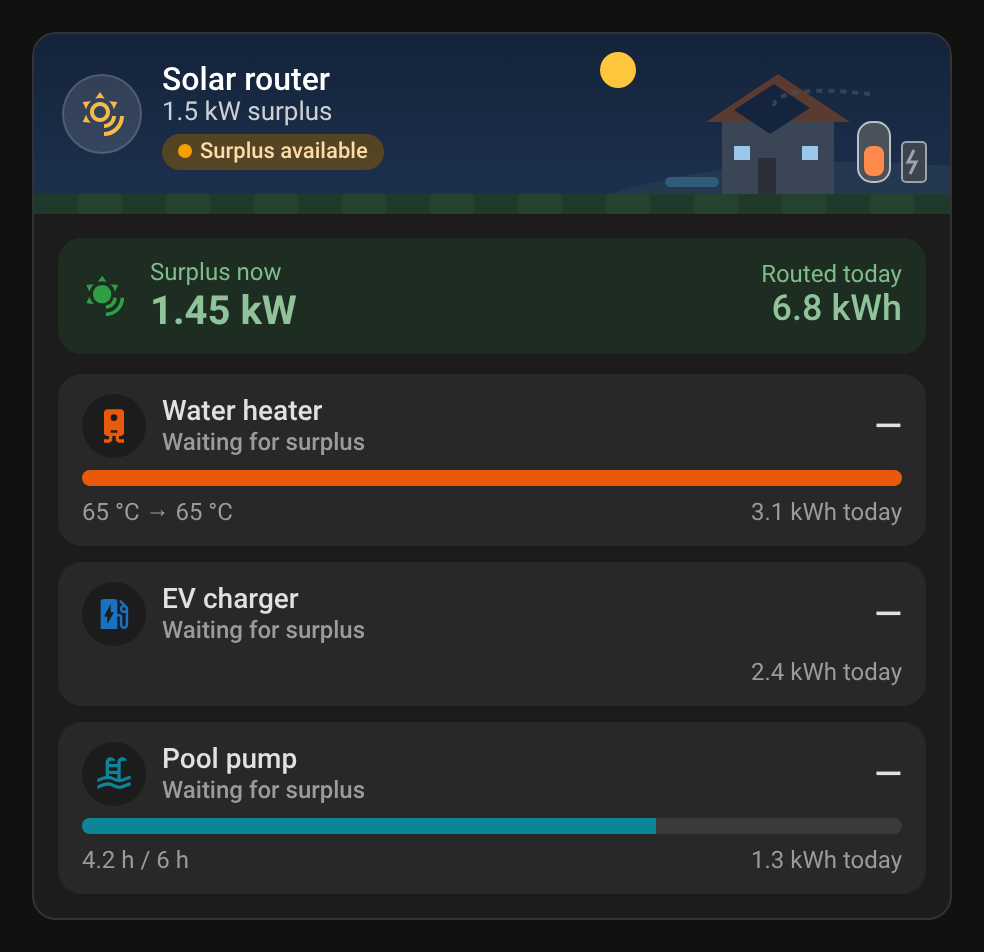 Solar router
1.5 kW surplus
Surplus available
Surplus now
1.45 kW
Routed today
6.8 kWh
Water heater
Waiting for surplus
—
65 °C → 65 °C
3.1 kWh today
EV charger
Waiting for surplus
—
2.4 kWh today
Pool pump
Waiting for surplus
—
4.2 h / 6 h
1.3 kWh today